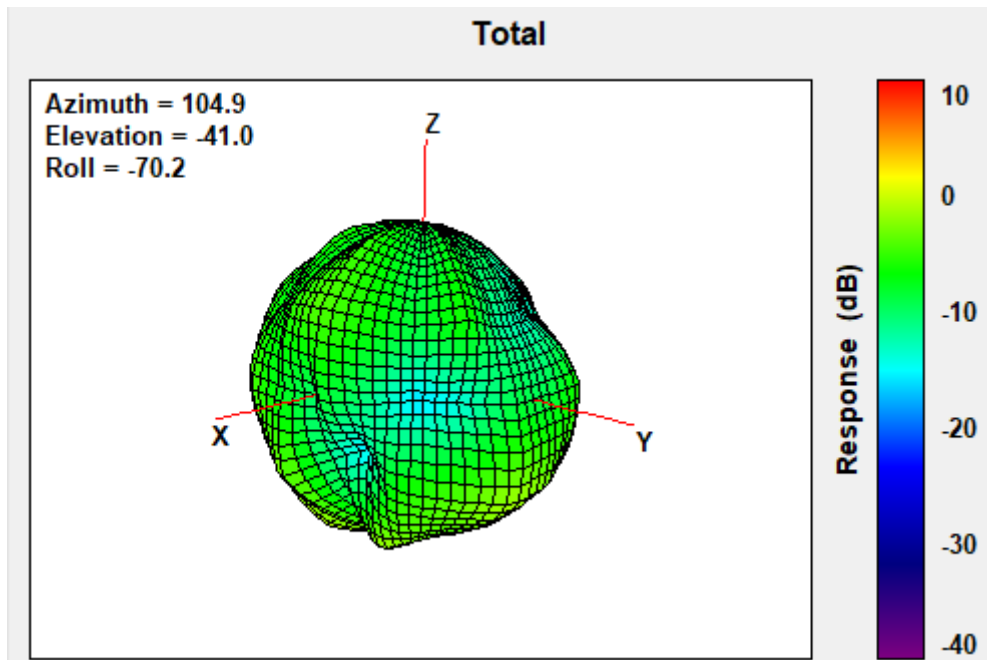 Total
Azimuth = 104.9
Elevation = -41.0
Roll = -70.2
Z
X
Y
10
0
-10
-20
-30
-40
Response (dB)